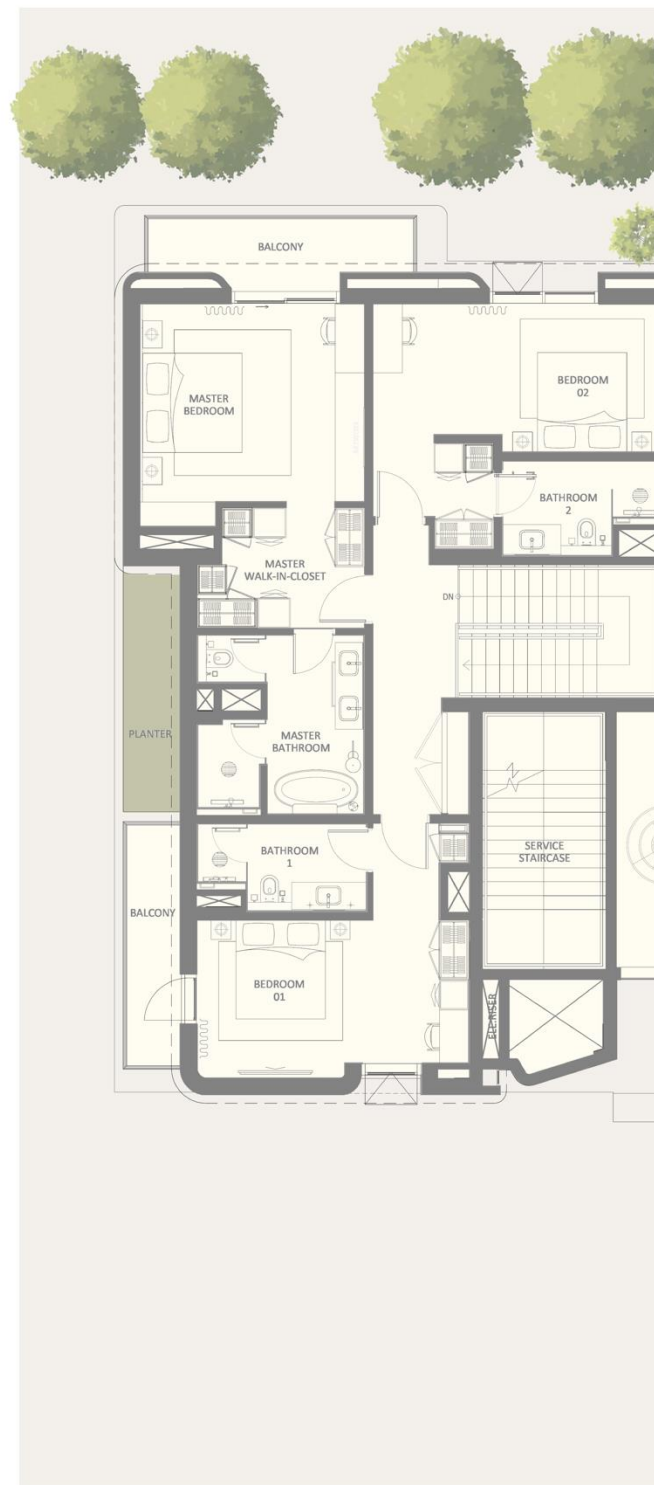 BALCONY
MASTER
BEDROOM
BEDROOM
02
BATHROOM
2
MASTER
WALK-IN-CLOSET
DN
PLANTER
MASTER
BATHROOM
BATHROOM
1
SERVICE
STAIRCASE
BALCONY
BEDROOM
01
ELE.RISER